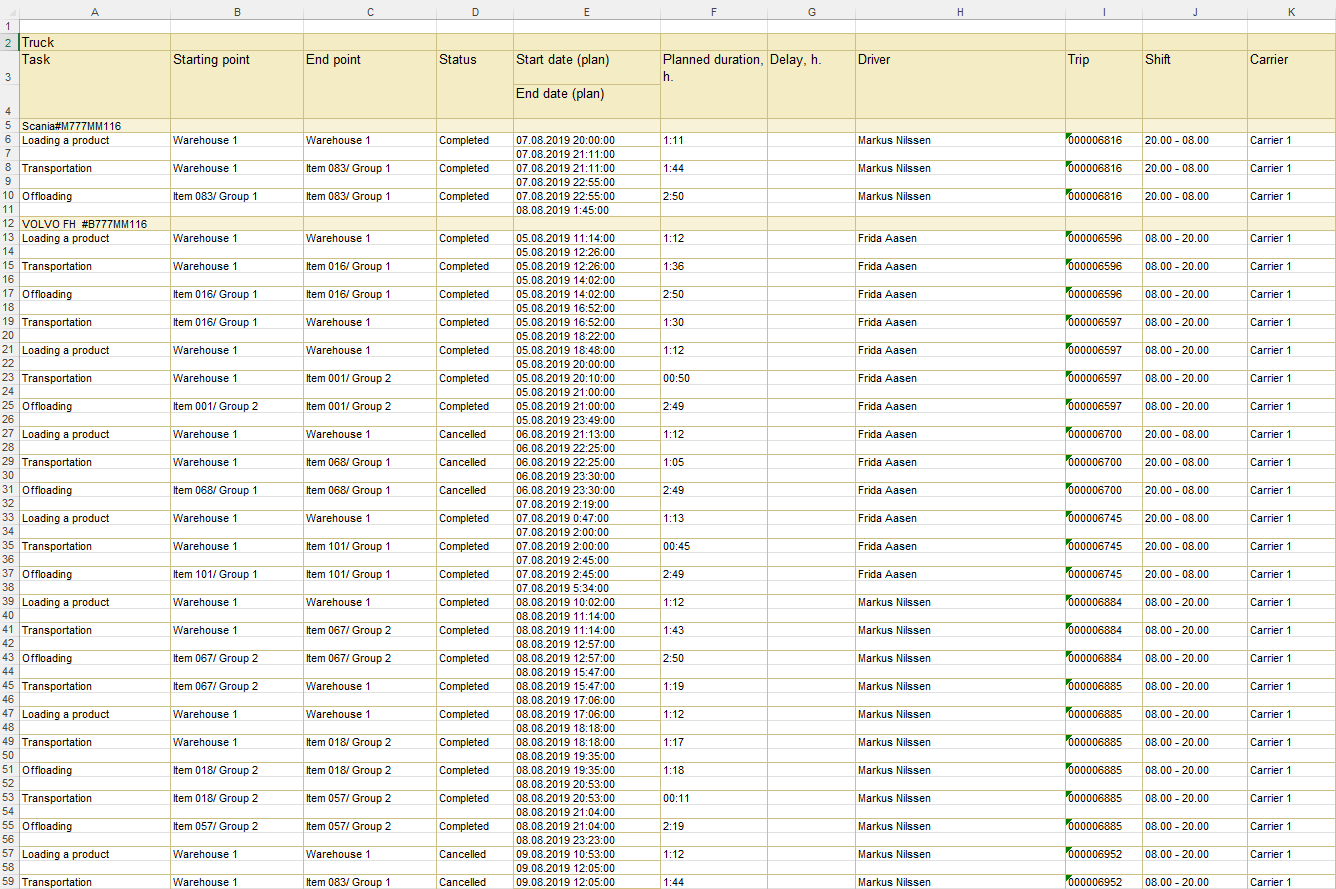 A B C D E F G H I J K
1
2 Truck
3 Task Starting point End point Status Start date (plan) Planned duration, h. Delay, h. Driver Trip Shift Carrier
4 End date (plan)
5 Scania#M777MM116
6 Loading a product Warehouse 1 Warehouse 1 Completed 07.08.2019 20:00:00 1:11 Markus Nilssen 000006816 20.00 - 08.00 Carrier 1
7 07.08.2019 21:11:00
8 Transportation Warehouse 1 Item 083/ Group 1 Completed 07.08.2019 21:11:00 1:44 Markus Nilssen 000006816 20.00 - 08.00 Carrier 1
9 07.08.2019 22:55:00
10 Offloading Item 083/ Group 1 Item 083/ Group 1 Completed 07.08.2019 22:55:00 2:50 Markus Nilssen 000006816 20.00 - 08.00 Carrier 1
11 08.08.2019 1:45:00
12 VOLVO FH #B777MM116
13 Loading a product Warehouse 1 Warehouse 1 Completed 05.08.2019 11:14:00 1:12 Frida Aasen 000006596 08.00 - 20.00 Carrier 1
14 05.08.2019 12:26:00
15 Transportation Warehouse 1 Item 016/ Group 1 Completed 05.08.2019 12:26:00 1:36 Frida Aasen 000006596 08.00 - 20.00 Carrier 1
16 05.08.2019 14:02:00
17 Offloading Item 016/ Group 1 Item 016/ Group 1 Completed 05.08.2019 14:02:00 2:50 Frida Aasen 000006596 08.00 - 20.00 Carrier 1
18 05.08.2019 16:52:00
19 Transportation Item 016/ Group 1 Warehouse 1 Completed 05.08.2019 16:52:00 1:30 Frida Aasen 000006597 08.00 - 20.00 Carrier 1
20 05.08.2019 18:22:00
21 Loading a product Warehouse 1 Warehouse 1 Completed 05.08.2019 18:48:00 1:12 Frida Aasen 000006597 08.00 - 20.00 Carrier 1
22 05.08.2019 20:00:00
23 Transportation Warehouse 1 Item 001/ Group 2 Completed 05.08.2019 20:10:00 00:50 Frida Aasen 000006597 08.00 - 20.00 Carrier 1
24 05.08.2019 21:00:00
25 Offloading Item 001/ Group 2 Item 001/ Group 2 Completed 05.08.2019 21:00:00 2:49 Frida Aasen 000006597 08.00 - 20.00 Carrier 1
26 05.08.2019 23:49:00
27 Loading a product Warehouse 1 Warehouse 1 Cancelled 06.08.2019 21:13:00 1:12 Frida Aasen 000006700 20.00 - 08.00 Carrier 1
28 06.08.2019 22:25:00
29 Transportation Warehouse 1 Item 068/ Group 1 Cancelled 06.08.2019 22:25:00 1:05 Frida Aasen 000006700 20.00 - 08.00 Carrier 1
30 06.08.2019 23:30:00
31 Offloading Item 068/ Group 1 Item 068/ Group 1 Cancelled 06.08.2019 23:30:00 2:49 Frida Aasen 000006700 20.00 - 08.00 Carrier 1
32 07.08.2019 2:19:00
33 Loading a product Warehouse 1 Warehouse 1 Completed 07.08.2019 0:47:00 1:13 Frida Aasen 000006745 20.00 - 08.00 Carrier 1
34 07.08.2019 2:00:00
35 Transportation Warehouse 1 Item 101/ Group 1 Completed 07.08.2019 2:00:00 00:45 Frida Aasen 000006745 20.00 - 08.00 Carrier 1
36 07.08.2019 2:45:00
37 Offloading Item 101/ Group 1 Item 101/ Group 1 Completed 07.08.2019 2:45:00 2:49 Frida Aasen 000006745 20.00 - 08.00 Carrier 1
38 07.08.2019 5:34:00
39 Loading a product Warehouse 1 Warehouse 1 Completed 08.08.2019 10:02:00 1:12 Markus Nilssen 000006884 08.00 - 20.00 Carrier 1
40 08.08.2019 11:14:00
41 Transportation Warehouse 1 Item 067/ Group 2 Completed 08.08.2019 11:14:00 1:43 Markus Nilssen 000006884 08.00 - 20.00 Carrier 1
42 08.08.2019 12:57:00
43 Offloading Item 067/ Group 2 Item 067/ Group 2 Completed 08.08.2019 12:57:00 2:50 Markus Nilssen 000006884 08.00 - 20.00 Carrier 1
44 08.08.2019 15:47:00
45 Transportation Item 067/ Group 2 Warehouse 1 Completed 08.08.2019 15:47:00 1:19 Markus Nilssen 000006885 08.00 - 20.00 Carrier 1
46 08.08.2019 17:06:00
47 Loading a product Warehouse 1 Warehouse 1 Completed 08.08.2019 17:06:00 1:12 Markus Nilssen 000006885 08.00 - 20.00 Carrier 1
48 08.08.2019 18:18:00
49 Transportation Warehouse 1 Item 018/ Group 2 Completed 08.08.2019 18:18:00 1:17 Markus Nilssen 000006885 08.00 - 20.00 Carrier 1
50 08.08.2019 19:35:00
51 Offloading Item 018/ Group 2 Item 018/ Group 2 Completed 08.08.2019 19:35:00 1:18 Markus Nilssen 000006885 08.00 - 20.00 Carrier 1
52 08.08.2019 20:53:00
53 Transportation Item 018/ Group 2 Item 057/ Group 2 Completed 08.08.2019 20:53:00 00:11 Markus Nilssen 000006885 08.00 - 20.00 Carrier 1
54 08.08.2019 21:04:00
55 Offloading Item 057/ Group 2 Item 057/ Group 2 Completed 08.08.2019 21:04:00 2:19 Markus Nilssen 000006885 08.00 - 20.00 Carrier 1
56 08.08.2019 23:23:00
57 Loading a product Warehouse 1 Warehouse 1 Cancelled 09.08.2019 10:53:00 1:12 Markus Nilssen 000006952 08.00 - 20.00 Carrier 1
58 09.08.2019 12:05:00
59 Transportation Warehouse 1 Item 083/ Group 1 Cancelled 09.08.2019 12:05:00 1:44 Markus Nilssen 000006952 08.00 - 20.00 Carrier 1